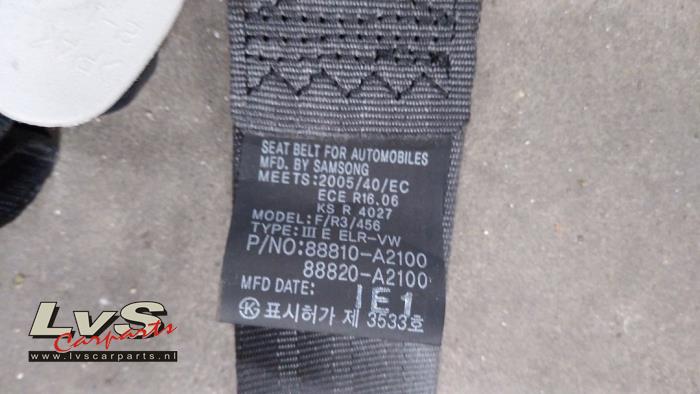 SEAT BELT FOR AUTOMOBILES
MFD. BY SAMSONG
MEETS:2005/40/EC
ECE R16.06
KS R 4027
MODEL: F/R3/456
TYPE: III E ELR-VW
P/NO:88810-A2100
88820-A2100
MFD DATE: IE1
Ⓚ 표시허가 제 3533호
LvS
Carparts
www.lvscarparts.nl